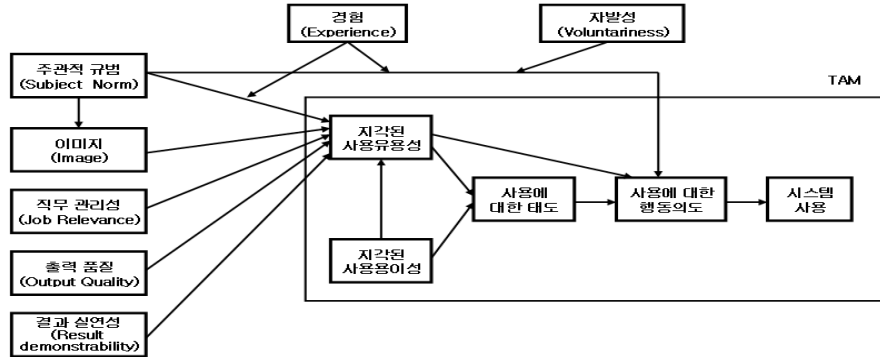 경험
(Experience)
자발성
(Voluntariness)
주관적 규범
(Subject Norm)
TAM
이미지
(Image)
지각된
사용유용성
직무 관리성
(Job Relevance)
사용에
대한 태도
사용에 대한
행동의도
시스템
사용
출력 품질
(Output Quality)
지각된
사용용이성
결과 실연성
(Result
demonstrability)